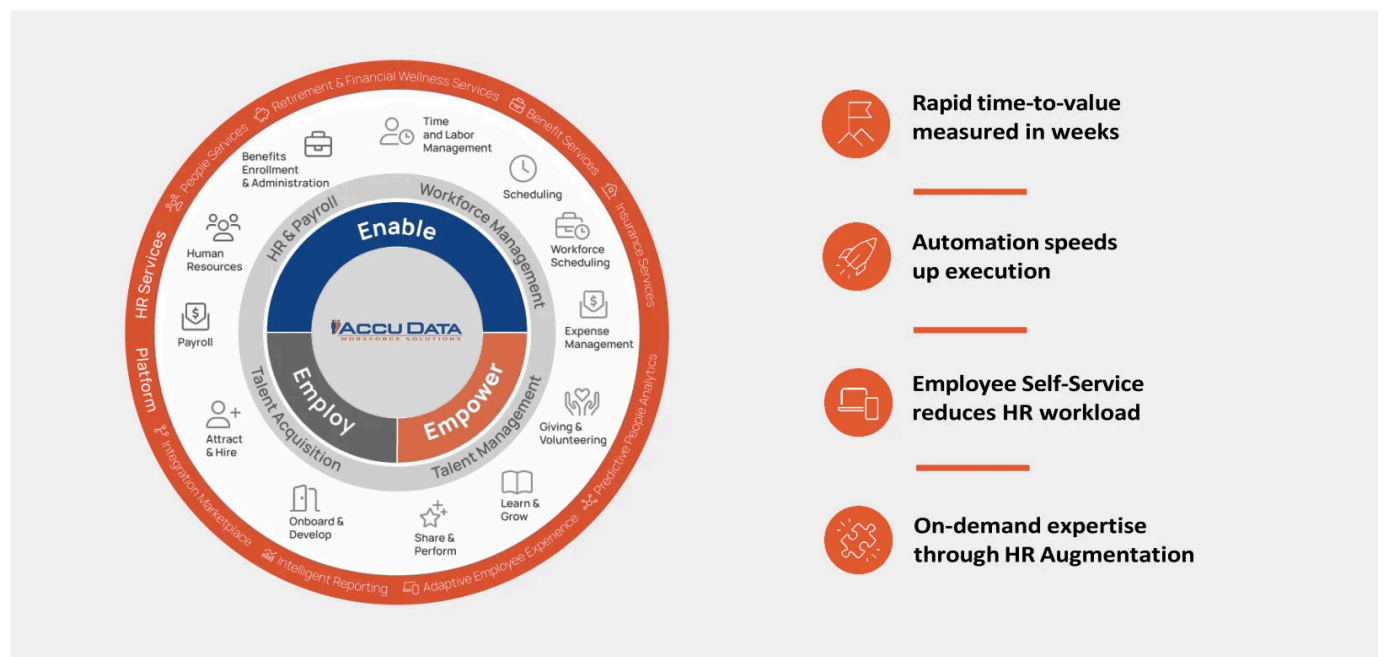 HR Services
People Services
Retirement & Financial Wellness Services
Benefit Services
Insurance Services
Platform
Integration Marketplace
Intelligent Reporting
Adaptive Employee Experience
Predictive People Analytics
Time
and Labor
Management
Scheduling
Workforce
Scheduling
Expense
Management
Giving &
Volunteering
Learn &
Grow
Share &
Perform
Onboard &
Develop
Attract
& Hire
Payroll
Human
Resources
Benefits
Enrollment
& Administration
HR & Payroll
Workforce Management
Talent Management
Talent Acquisition
Enable
Empower
Employ
ACCU DATA
WORKFORCE SOLUTIONS
Rapid time-to-value
measured in weeks
Automation speeds
up execution
Employee Self-Service
reduces HR workload
On-demand expertise
through HR Augmentation